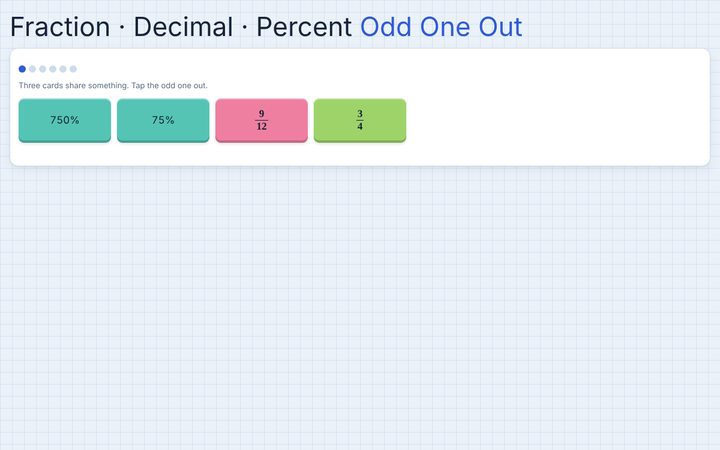 Fraction · Decimal · Percent Odd One Out
Three cards share something. Tap the odd one out.
750%
75%
9/12
3/4